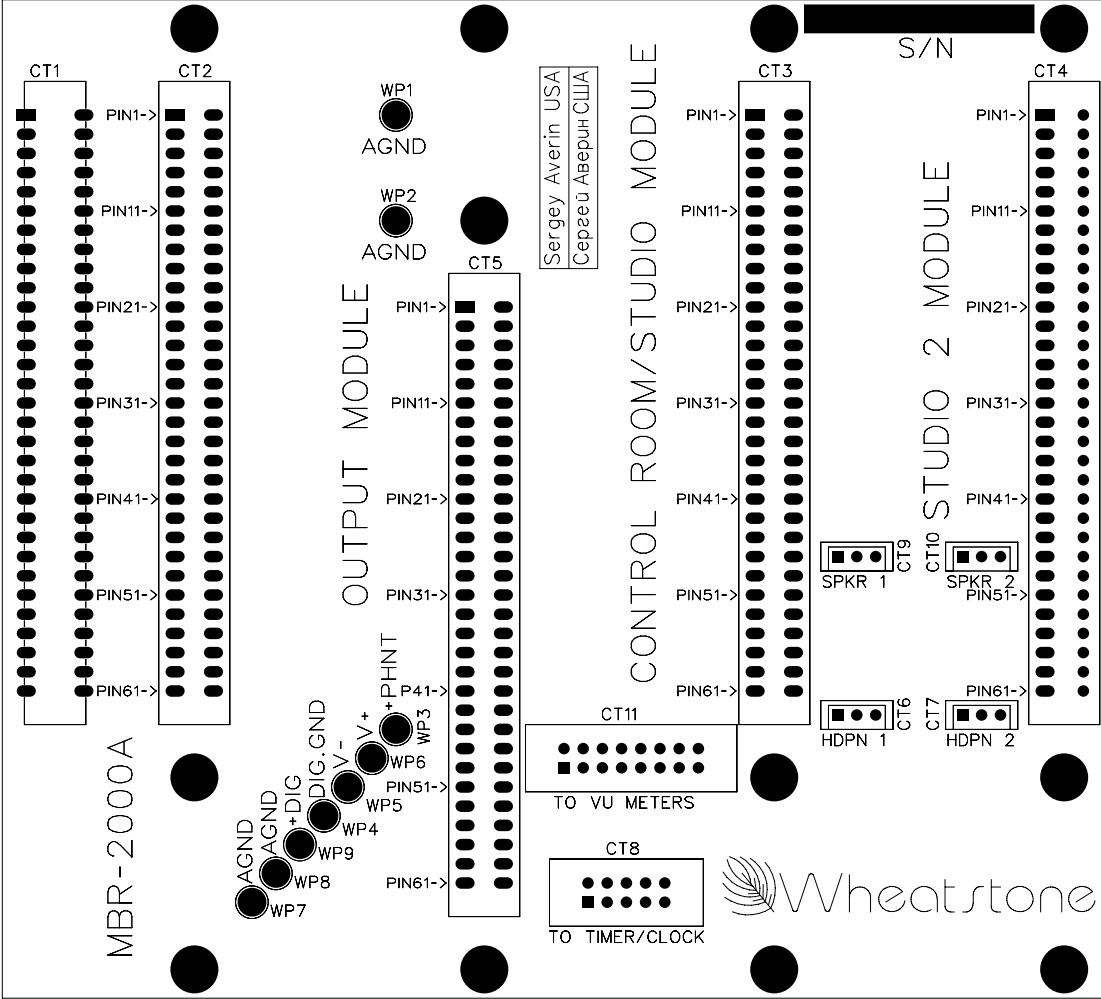 S/N
CT1
CT2
CT3
CT4
WP1
AGND
WP2
AGND
Sergey Averin USA
Сергей Аверин США
CT5
PIN1->
PIN11->
PIN21->
PIN31->
PIN41->
PIN51->
PIN61->
OUTPUT MODULE
PIN1->
PIN11->
PIN21->
PIN31->
P41->
PIN51->
PIN61->
CONTROL ROOM/STUDIO MODULE
PIN1->
PIN11->
PIN21->
PIN31->
PIN41->
PIN51->
PIN61->
STUDIO 2 MODULE
PIN1->
PIN11->
PIN21->
PIN31->
PIN41->
PIN51->
PIN61->
CT9
SPKR 1
CT10
SPKR 2
CT6
HDPN 1
CT7
HDPN 2
+PHNT
WP3
V+
WP6
V-
WP5
DIG.GND
WP4
+DIG
WP9
AGND
WP8
AGND
WP7
CT11
TO VU METERS
CT8
TO TIMER/CLOCK
MBR-2000A
Wheatstone